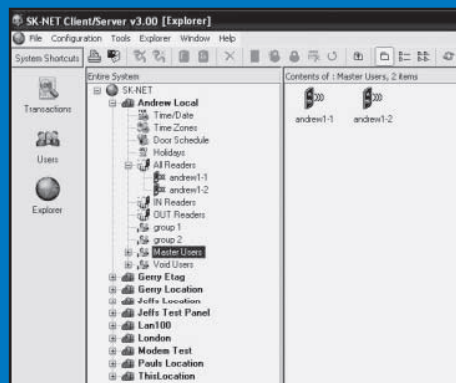 SK-NET Client/Server v3.00 [Explorer]
File Configuration Tools Explorer Window Help
System Shortcuts
Transactions
Users
Explorer
Entire System
SK-NET
Andrew Local
Time/Date
Time Zones
Door Schedule
Holidays
All Readers
andrew1-1
andrew1-2
IN Readers
OUT Readers
group 1
group 2
Master Users
Void Users
Gerry Etag
Gerry Location
Jeffs Location
Jeffs Test Panel
Lan100
London
Modem Test
Pauls Location
ThisLocation
Contents of : Master Users, 2 items
andrew1-1 andrew1-2